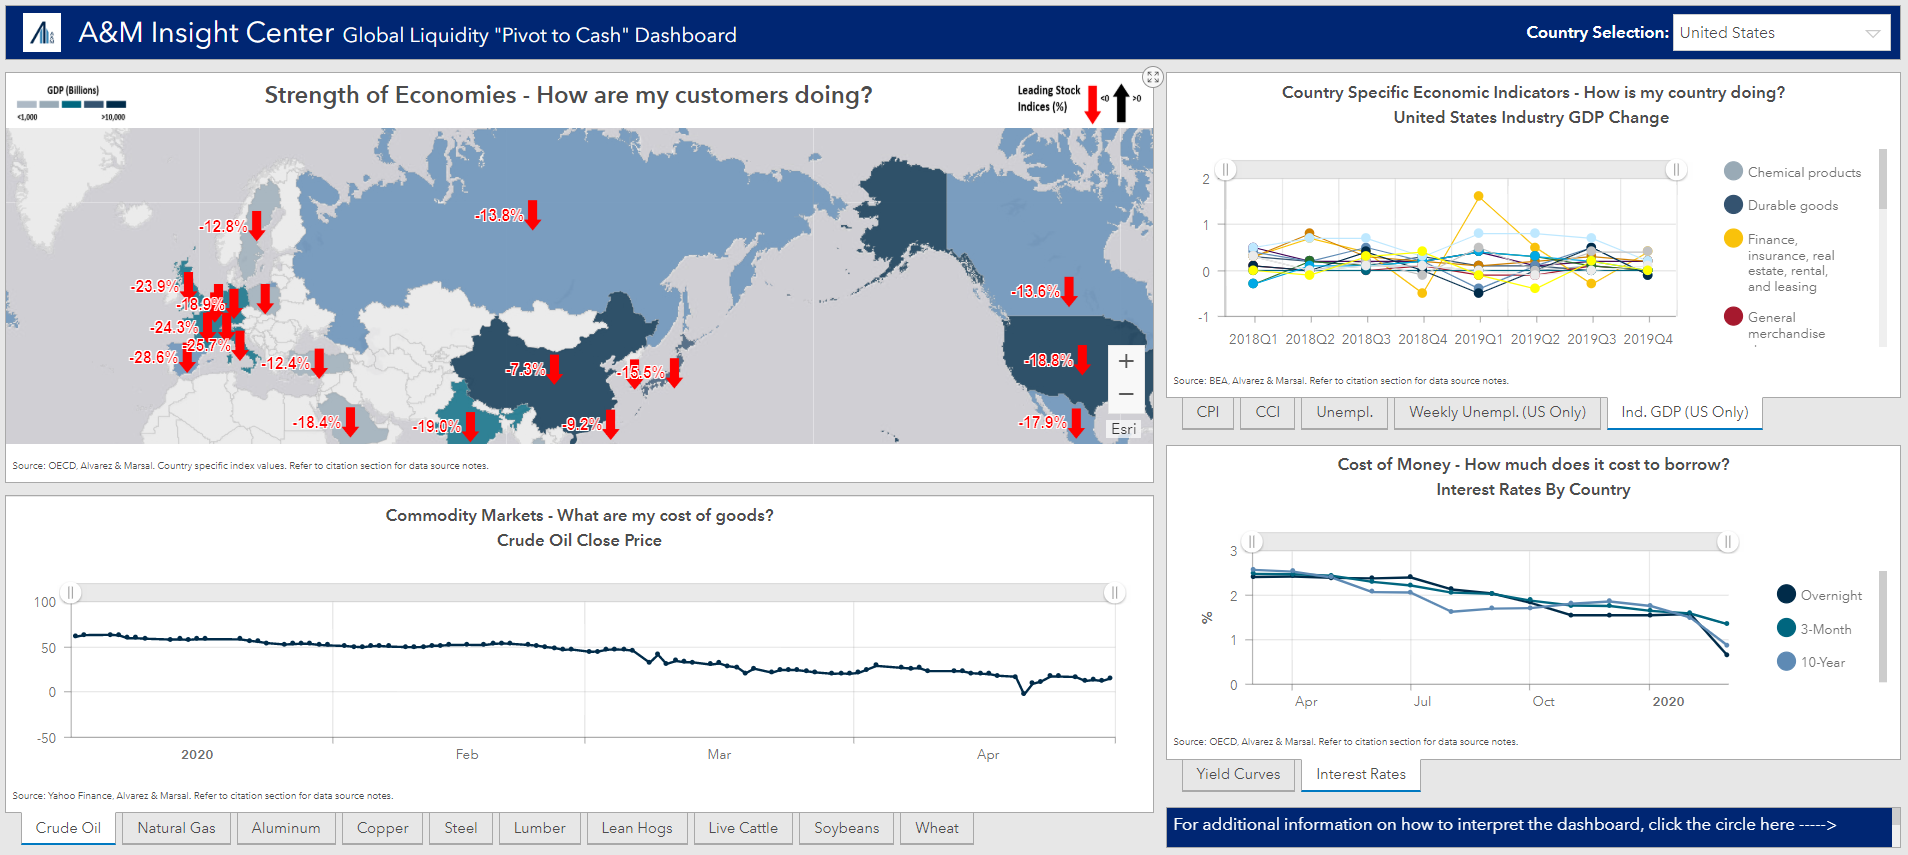 A&M Insight Center Global Liquidity "Pivot to Cash" Dashboard
Country Selection: United States
GDP (Billions)
<1,000 >10,000
Strength of Economies - How are my customers doing?
Leading Stock
Indices (%)
<0 >0
-12.8%
-13.8%
-23.9%
-18.9%
-24.3%
-25.7%
-28.6%
-12.4%
-18.4%
-19.0%
-7.3%
-15.5%
-9.2%
-13.6%
-18.8%
-17.9%
+
−
Esri
Source: OECD, Alvarez & Marsal. Country specific index values. Refer to citation section for data source notes.
Commodity Markets - What are my cost of goods?
Crude Oil Close Price
100
50
0
-50
2020 Feb Mar Apr
Source: Yahoo Finance, Alvarez & Marsal. Refer to citation section for data source notes.
Crude Oil Natural Gas Aluminum Copper Steel Lumber Lean Hogs Live Cattle Soybeans Wheat
Country Specific Economic Indicators - How is my country doing?
United States Industry GDP Change
2
1
0
-1
2018Q1 2018Q2 2018Q3 2018Q4 2019Q1 2019Q2 2019Q3 2019Q4
Chemical products
Durable goods
Finance,
insurance, real
estate, rental,
and leasing
General
merchandise
Source: BEA, Alvarez & Marsal. Refer to citation section for data source notes.
CPI CCI Unempl. Weekly Unempl. (US Only) Ind. GDP (US Only)
Cost of Money - How much does it cost to borrow?
Interest Rates By Country
3
2
1
0
%
Apr Jul Oct 2020
Overnight
3-Month
10-Year
Source: OECD, Alvarez & Marsal. Refer to citation section for data source notes.
Yield Curves Interest Rates
For additional information on how to interpret the dashboard, click the circle here ----->